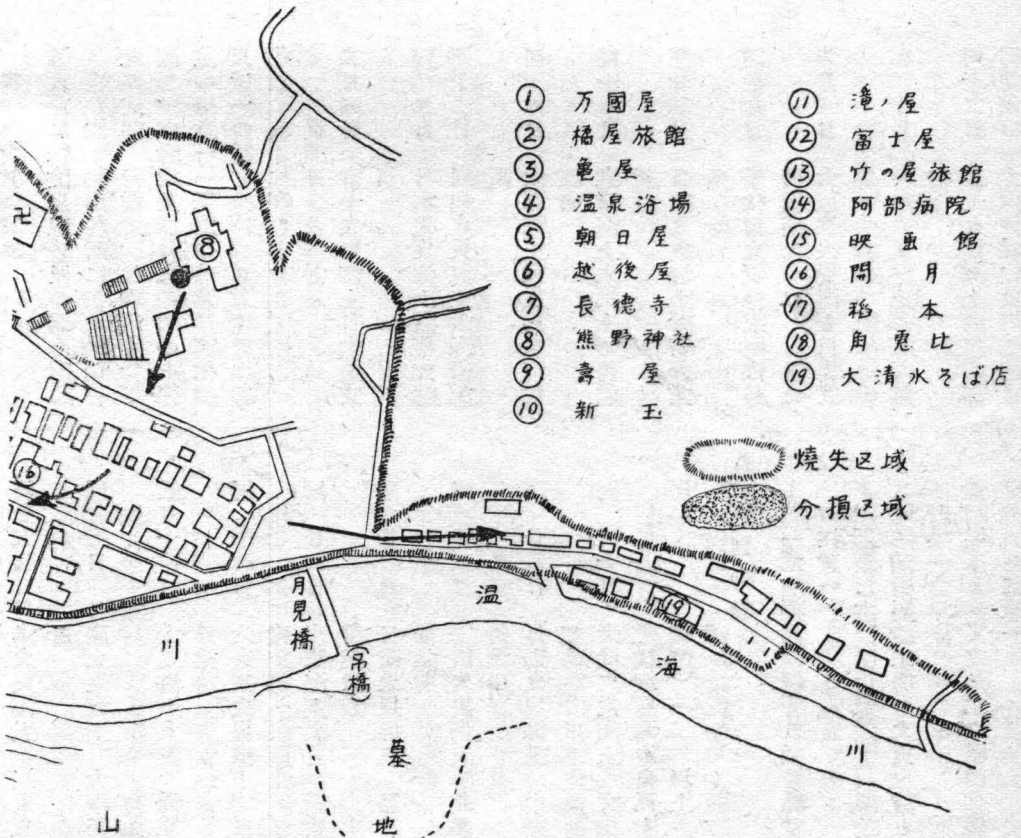 ① 万國屋
② 橘屋旅館
③ 亀屋
④ 温泉浴場
⑤ 朝日屋
⑥ 越後屋
⑦ 長徳寺
⑧ 熊野神社
⑨ 壽屋
⑩ 新玉
⑪ 滝ノ屋
⑫ 富士屋
⑬ 竹の屋旅館
⑭ 阿部病院
⑮ 映画館
⑯ 開月
⑰ 稻本
⑱ 角恵比
⑲ 大清水そば店
焼失区域
分損区域
卍
⑧
⑯
⑲
月見橋
(吊橋)
川
温海川
墓地
山